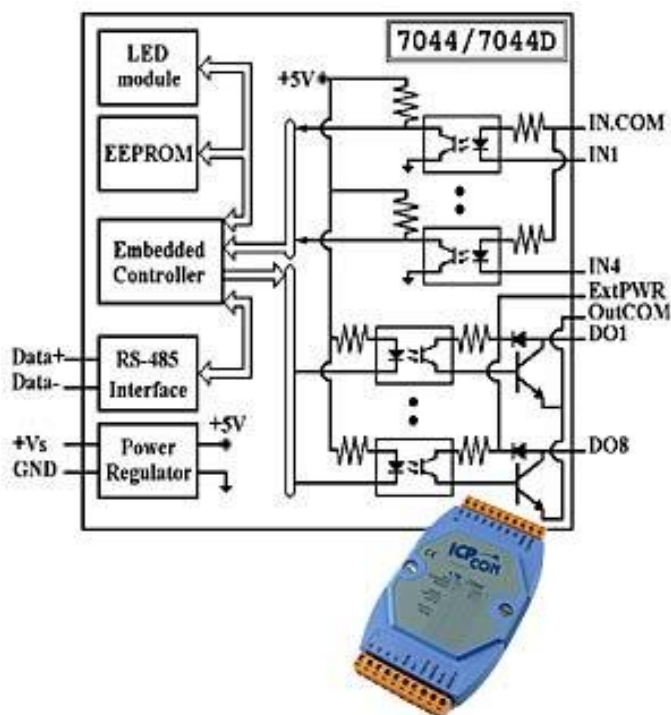 7044/7044D
LED
module
EEPROM
Embedded
Controller
RS-485
Interface
Power
Regulator
+5V
Data+
Data-
+Vs
GND
+5V
IN.COM
IN1
IN4
ExtPWR
OutCOM
DO1
DO8
ICP
CON
CE